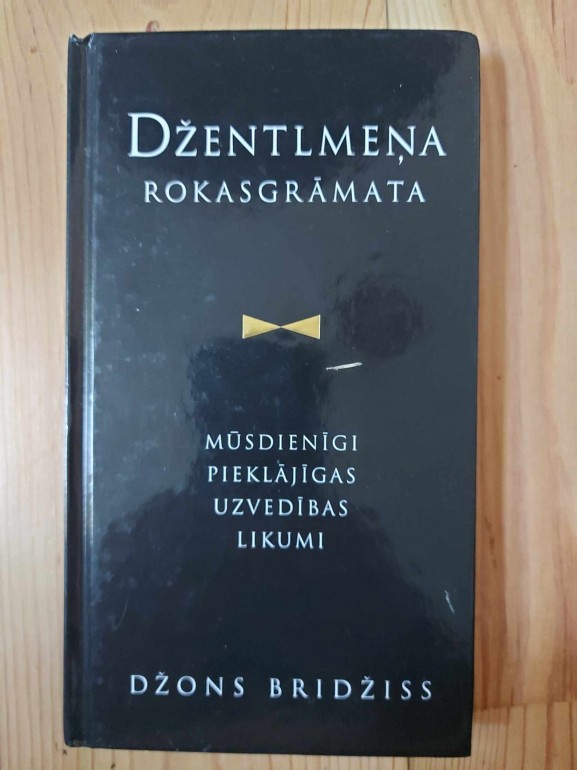 DŽENTLMEŅA
ROKASGRĀMATA
MŪSDIENĪGI
PIEKLĀJĪGAS
UZVEDĪBAS
LIKUMI
DŽONS BRIDŽISS